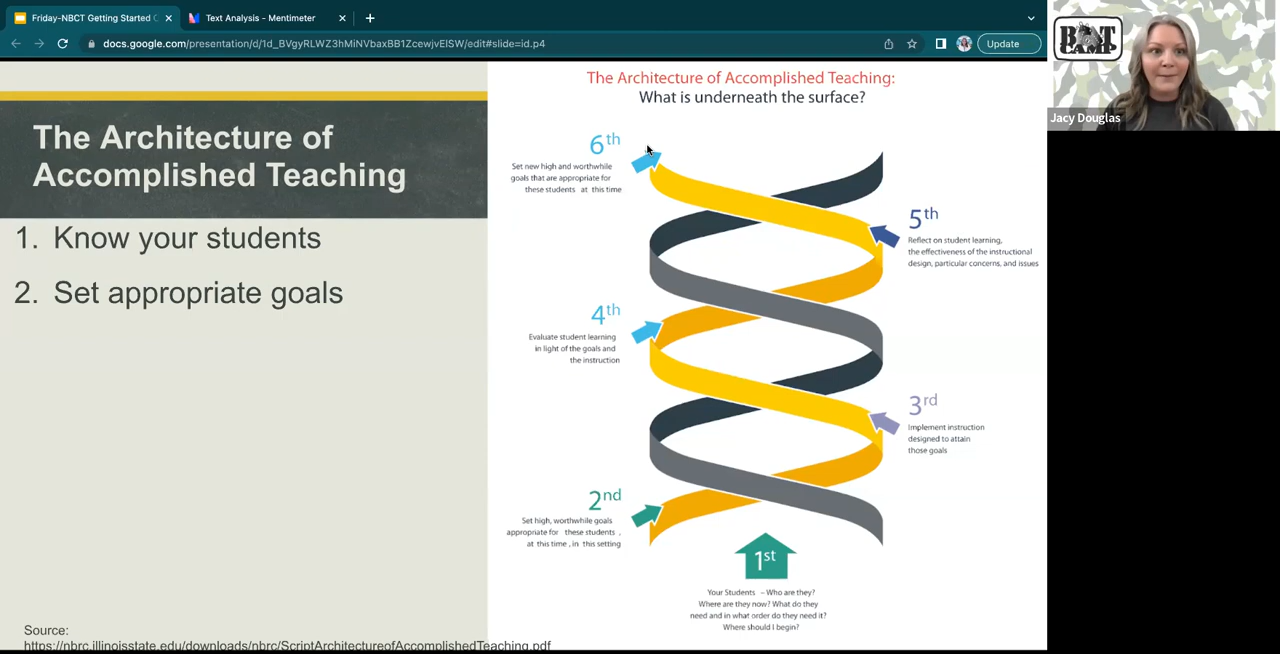 Friday-NBCT Getting Started
Text Analysis - Mentimeter
docs.google.com/presentation/d/1d_BVgyRLWZ3hMiNVbaxBB1ZcewjvElSW/edit#slide=id.p4
Update
BOOT
CAMP
Jacy Douglas
The Architecture of
Accomplished Teaching
1. Know your students
2. Set appropriate goals
Source:
https://nbrc.illinoisstate.edu/downloads/nbrc/ScriptArchitectureofAccomplishedTeaching.pdf
The Architecture of Accomplished Teaching:
What is underneath the surface?
6th
Set new high and worthwhile
goals that are appropriate for
these students at this time
5th
Reflect on student learning,
the effectiveness of the instructional
design, particular concerns, and issues
4th
Evaluate student learning
in light of the goals and
the instruction
3rd
Implement instruction
designed to attain
those goals
2nd
Set high, worthwhile goals
appropriate for these students ,
at this time , in this setting
1st
Your Students – Who are they?
Where are they now? What do they
need and in what order do they need it?
Where should I begin?